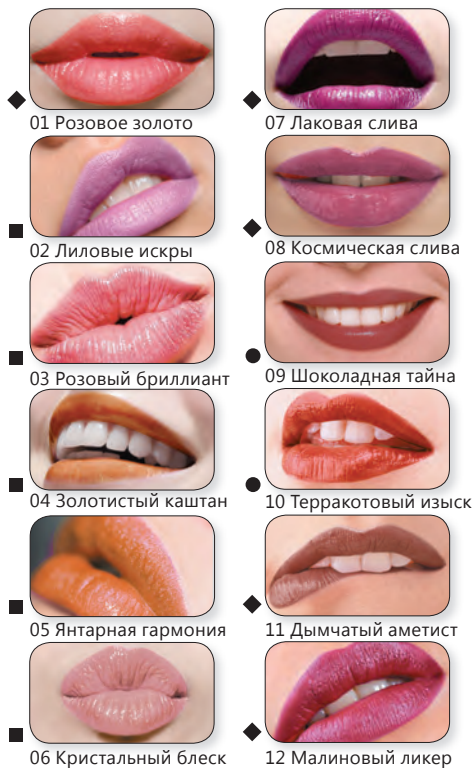 01 Розовое золото
02 Лиловые искры
03 Розовый бриллиант
04 Золотистый каштан
05 Янтарная гармония
06 Кристальный блеск
07 Лаковая слива
08 Космическая слива
09 Шоколадная тайна
10 Терракотовый изыск
11 Дымчатый аметист
12 Малиновый ликер